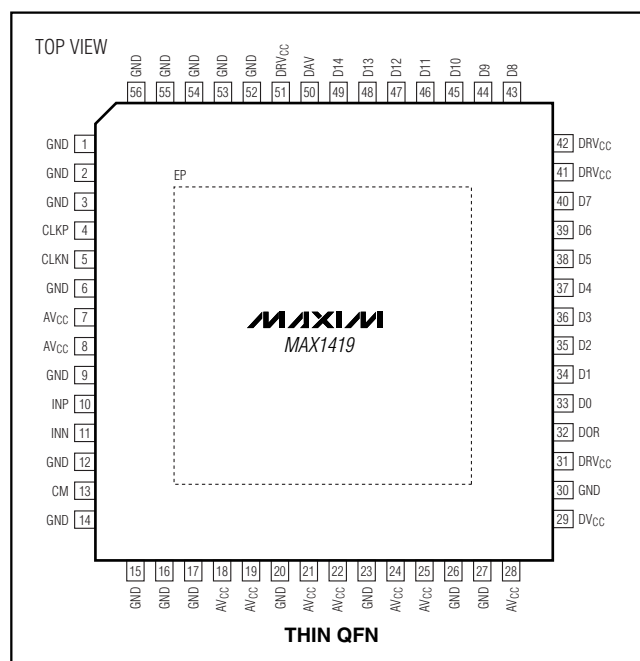 TOP VIEW
GND GND GND GND GND DRVCC DAV D14 D13 D12 D11 D10 D9 D8
56 55 54 53 52 51 50 49 48 47 46 45 44 43
GND 1
GND 2
GND 3
CLKP 4
CLKN 5
GND 6
AVCC 7
AVCC 8
GND 9
INP 10
INN 11
GND 12
CM 13
GND 14
EP
MAXIM
MAX1419
42 DRVCC
41 DRVCC
40 D7
39 D6
38 D5
37 D4
36 D3
35 D2
34 D1
33 D0
32 DOR
31 DRVCC
30 GND
29 DVCC
15 16 17 18 19 20 21 22 23 24 25 26 27 28
GND GND GND AVCC AVCC GND AVCC AVCC GND AVCC AVCC GND GND AVCC
THIN QFN